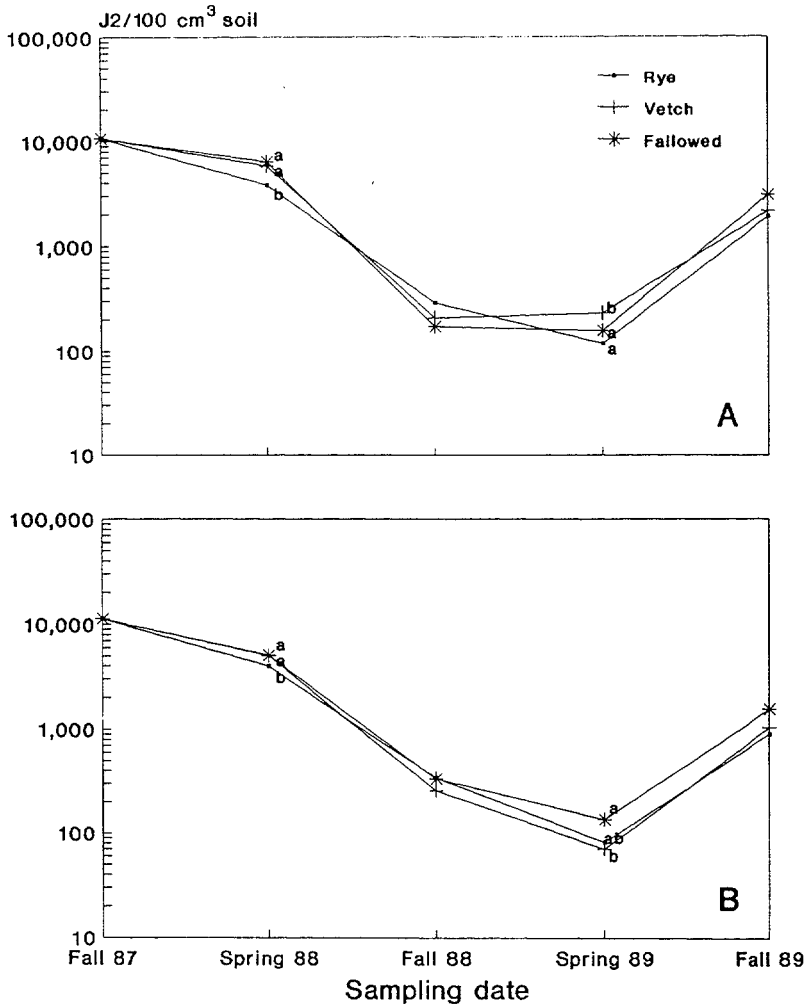 J2/100 cm³ soil
100,000
10,000
1,000
100
10
Rye
Vetch
Fallowed
a
a
b
b
a
a
A
100,000
10,000
1,000
100
10
a
a
b
a
ab
b
B
Fall 87 Spring 88 Fall 88 Spring 89 Fall 89
Sampling date